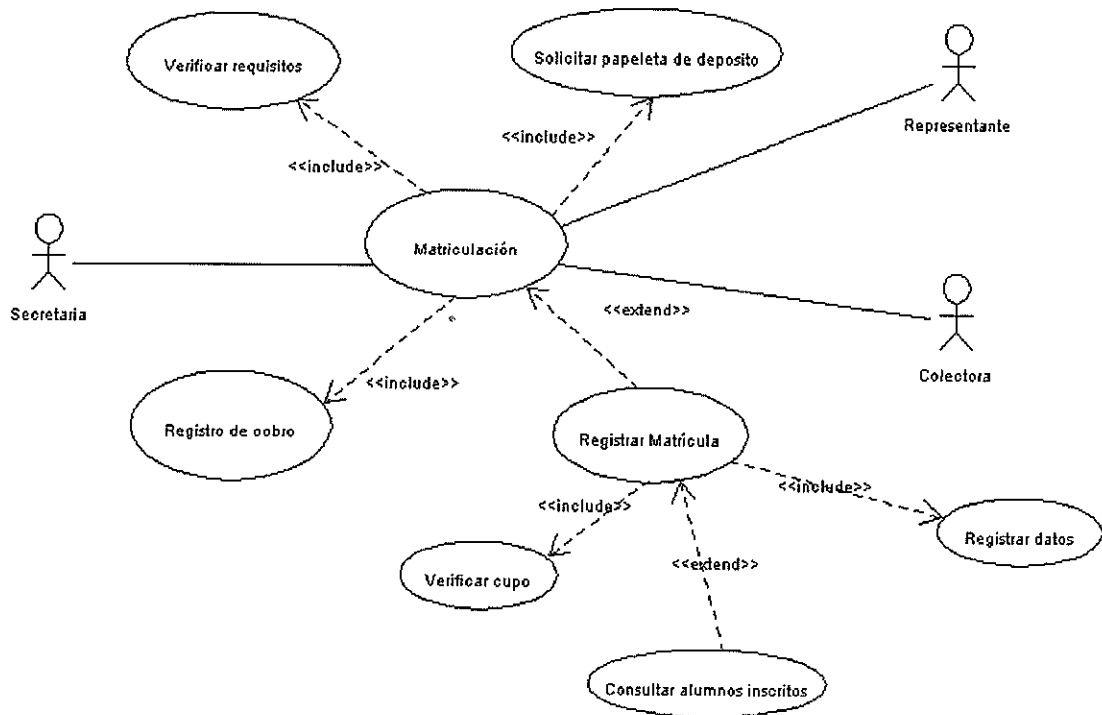 Verificar requisitos
Solicitar papeleta de deposito
Representante
<<include>>
<<include>>
Matriculación
Secretaria
<<extend>>
Colectora
<<include>>
Registro de cobro
Registrar Matrícula
<<include>>
<<include>>
Registrar datos
<<extend>>
Verificar cupo
Consultar alumnos inscritos